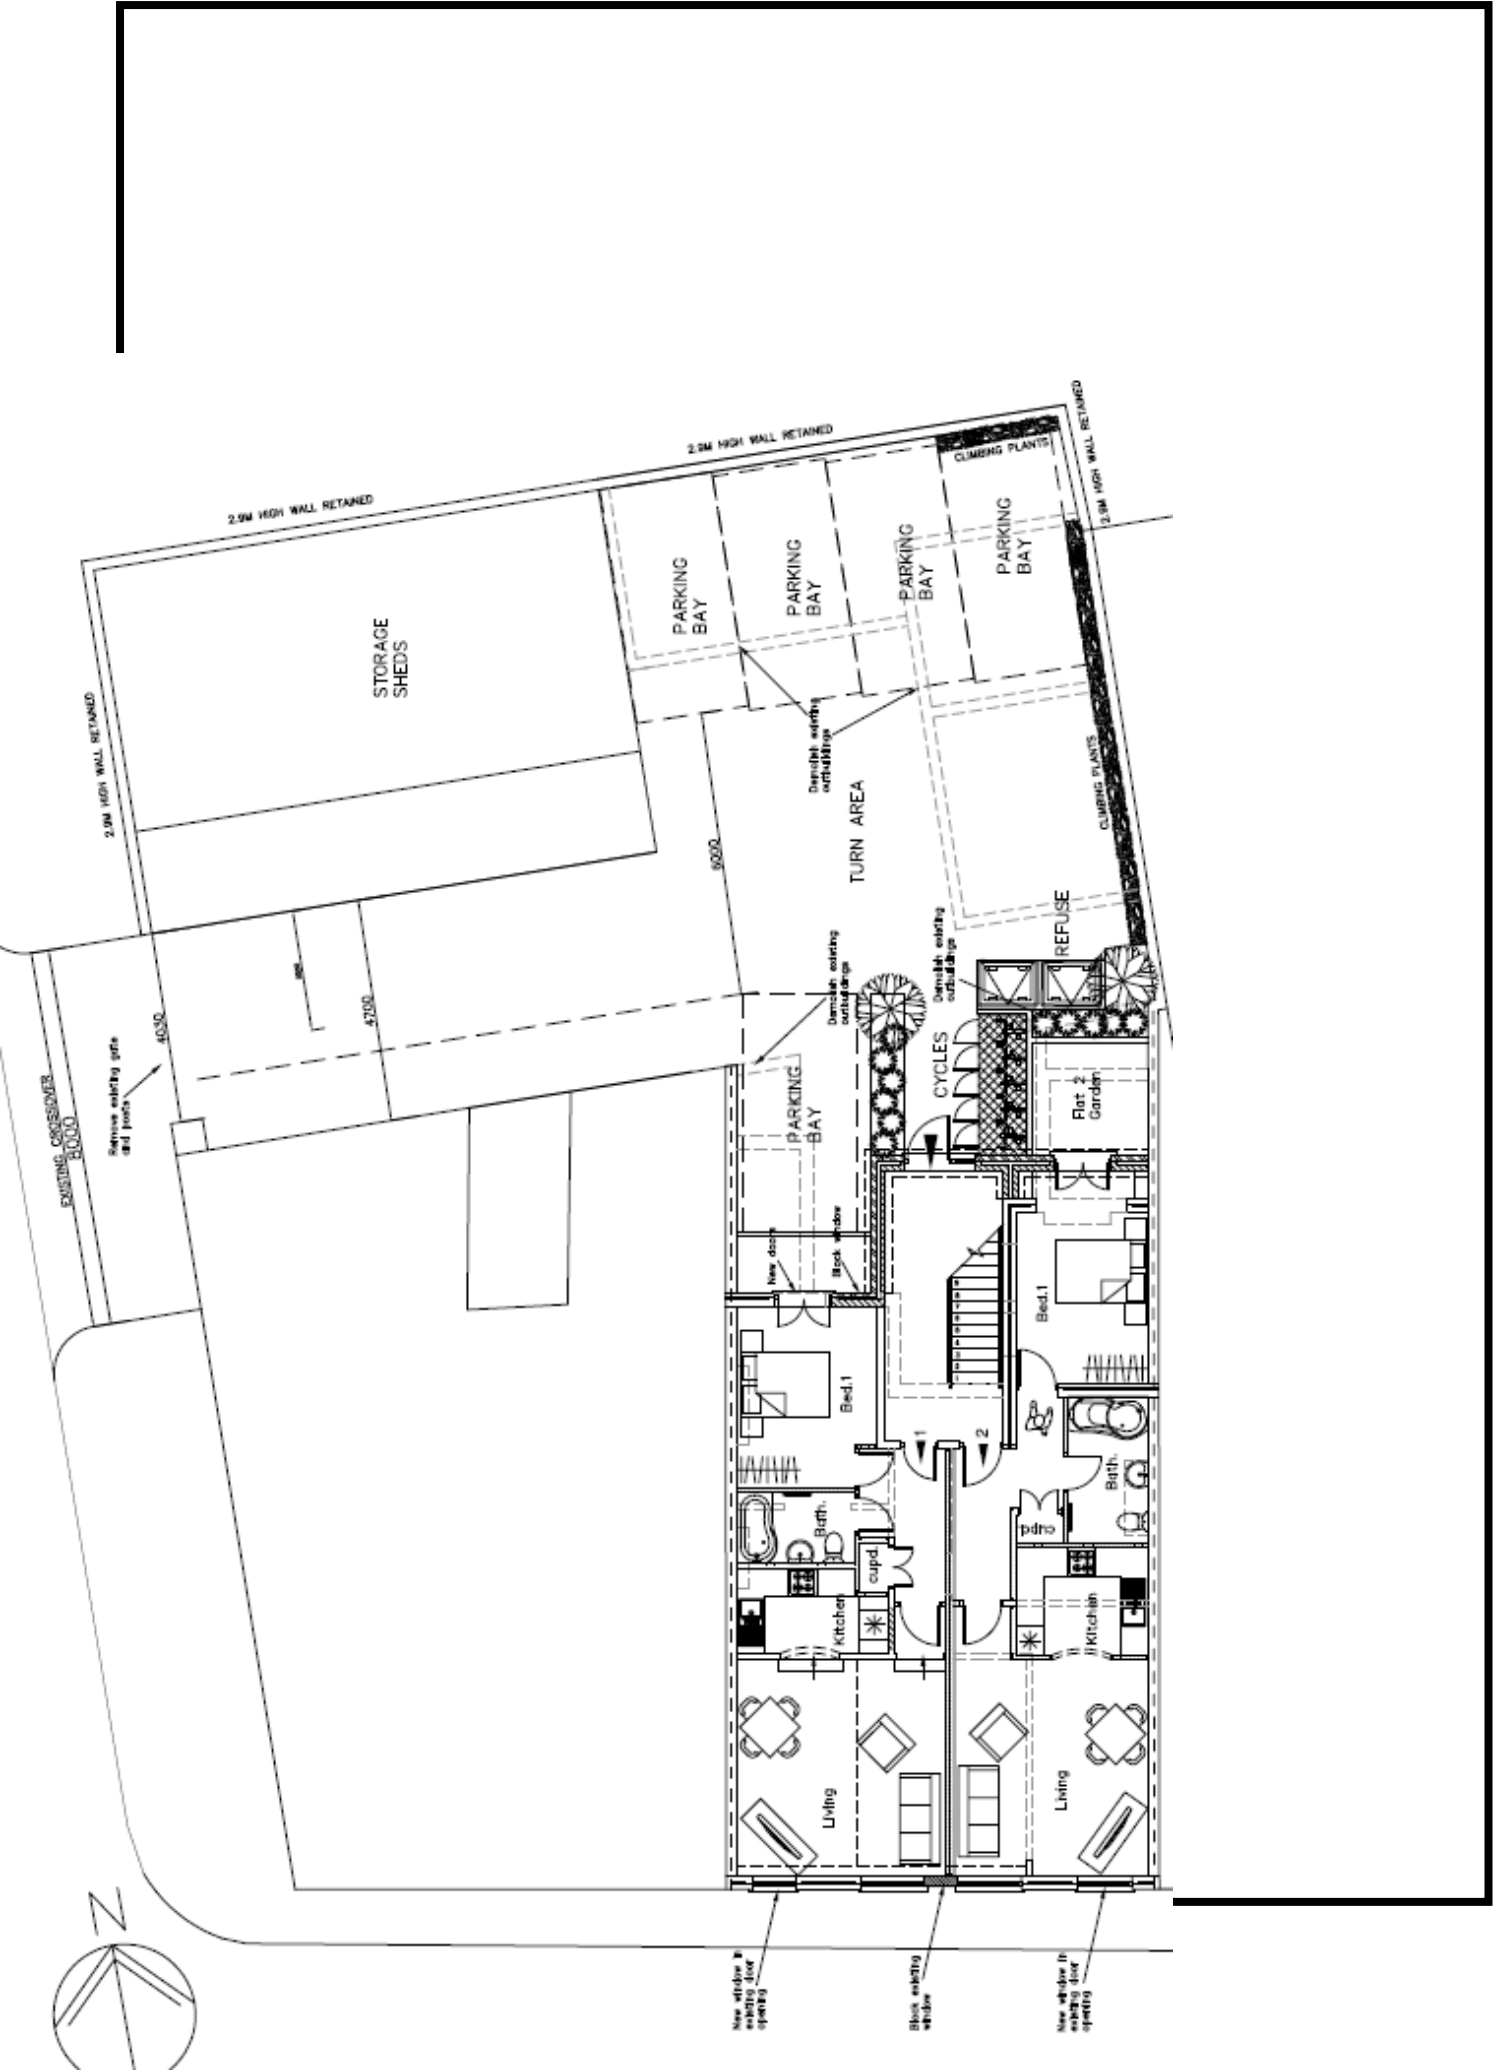 2.9M HIGH WALL RETAINED
2.9M HIGH WALL RETAINED
2.9M HIGH WALL RETAINED
2.9M HIGH WALL RETAINED
CLIMBING PLANTS
PARKING
BAY
PARKING
BAY
PARKING
BAY
PARKING
BAY
STORAGE
SHEDS
Demolish existing
outbuildings
CLIMBING PLANTS
TURN AREA
6000
REFUSE
Demolish existing
outbuildings
Demolish existing
outbuildings
4700
4030
Remove existing gate
and posts
EXISTING CROSSOVER
8000
CYCLES
PARKING
BAY
Flat 2
Garden
New doors
Block window
Bed.1
Bed.1
1
2
Bath.
Bath.
cupd.
cupd
Kitchen
Kitchen
Living
Living
N
New window in
existing door
opening
Block existing
window
New window in
existing door
opening